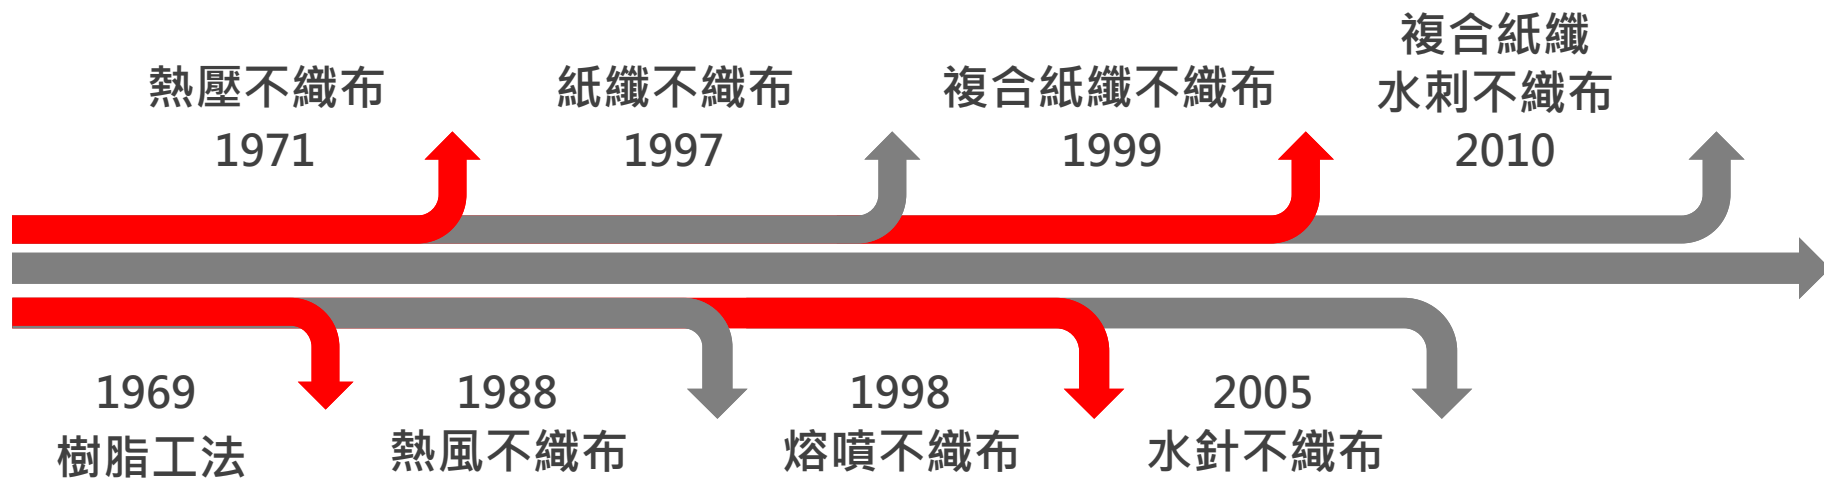 熱壓不織布
1971
紙纖不織布
1997
複合紙纖不織布
1999
複合紙纖
水刺不織布
2010
1969
樹脂工法
1988
熱風不織布
1998
熔噴不織布
2005
水針不織布